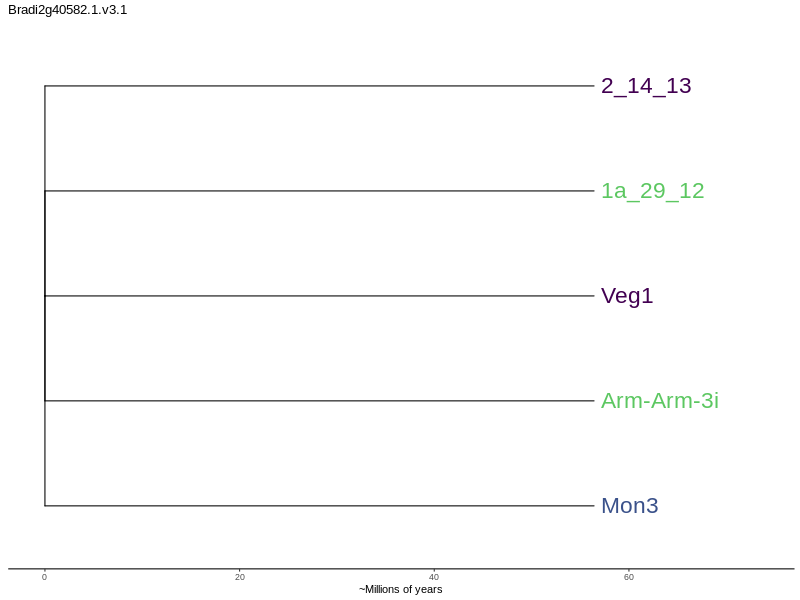 Bradi2g40582.1.v3.1
2_14_13
1a_29_12
Veg1
Arm-Arm-3i
Mon3
0 20 40 60
~Millions of years